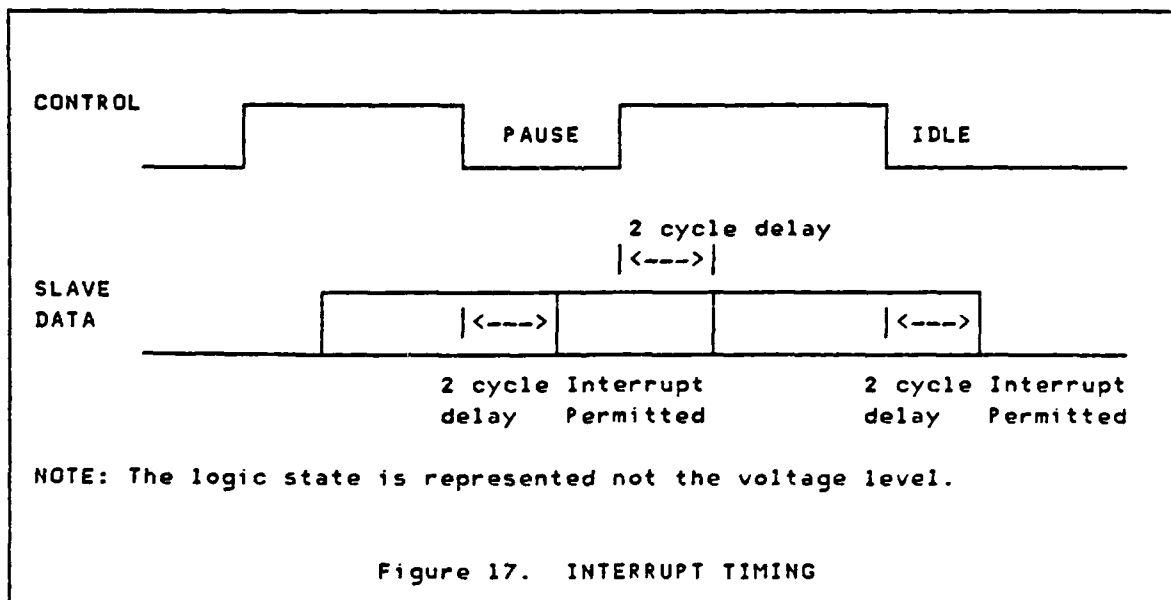 CONTROL
PAUSE
IDLE
2 cycle delay
|<--->|
SLAVE
DATA
|<--->
|<--->
2 cycle Interrupt
delay Permitted
2 cycle Interrupt
delay Permitted
NOTE: The logic state is represented not the voltage level.
Figure 17. INTERRUPT TIMING